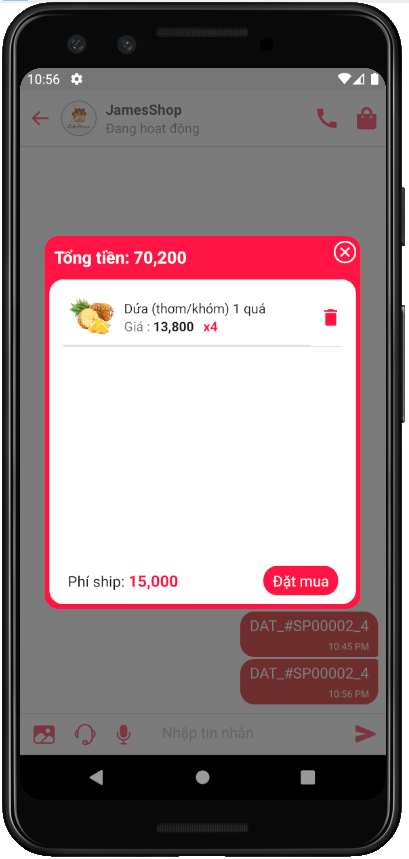 10:56
JamesShop
Đang hoạt động
Tổng tiền: 70,200
Dứa (thơm/khóm) 1 quả
Giá : 13,800 x4
Phí ship: 15,000
Đặt mua
DAT_#SP00002_4
10:45 PM
DAT_#SP00002_4
10:56 PM
Nhập tin nhắn